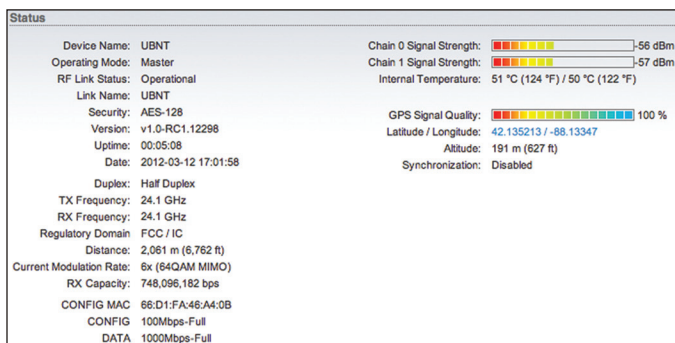 Status
Device Name: UBNT
Operating Mode: Master
RF Link Status: Operational
Link Name: UBNT
Security: AES-128
Version: v1.0-RC1.12298
Uptime: 00:05:08
Date: 2012-03-12 17:01:58
Duplex: Half Duplex
TX Frequency: 24.1 GHz
RX Frequency: 24.1 GHz
Regulatory Domain FCC / IC
Distance: 2,061 m (6,762 ft)
Current Modulation Rate: 6x (64QAM MIMO)
RX Capacity: 748,096,182 bps
CONFIG MAC 66:D1:FA:46:A4:0B
CONFIG 100Mbps-Full
DATA 1000Mbps-Full
Chain 0 Signal Strength: -56 dBm
Chain 1 Signal Strength: -57 dBm
Internal Temperature: 51 °C (124 °F) / 50 °C (122 °F)
GPS Signal Quality: 100 %
Latitude / Longitude: 42.135213 / -88.13347
Altitude: 191 m (627 ft)
Synchronization: Disabled